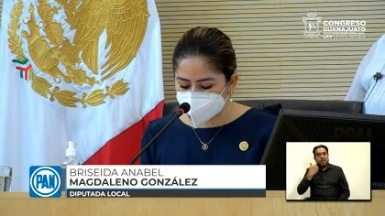 CONGRESO
GUANAJUATO
PAN
BRISEIDA ANABEL
MAGDALENO GONZÁLEZ
DIPUTADA LOCAL